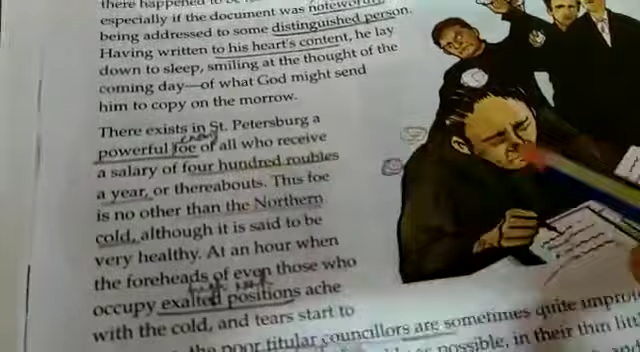 there happened to be
especially if the document was noteworthy
being addressed to some distinguished person.
Having written to his heart's content, he lay
down to sleep, smiling at the thought of the
coming day—of what God might send
him to copy on the morrow.
There exists in St. Petersburg a
powerful foe of all who receive
a salary of four hundred roubles
a year, or thereabouts. This foe
is no other than the Northern
cold, although it is said to be
very healthy. At an hour when
the foreheads of even those who
occupy exalted positions ache
with the cold, and tears start to
the poor titular councillors are sometimes quite
possible, in their thin